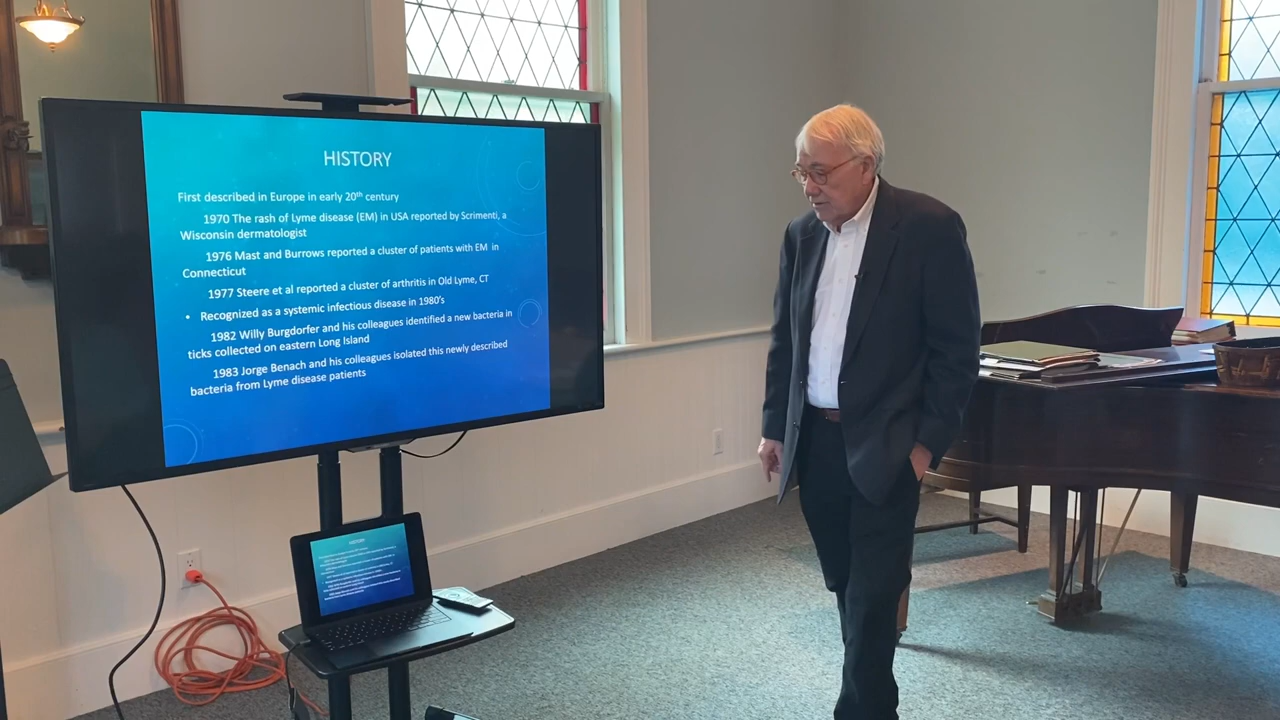 HISTORY
First described in Europe in early 20th century
1970 The rash of Lyme disease (EM) in USA reported by Scrimenti, a
Wisconsin dermatologist
1976 Mast and Burrows reported a cluster of patients with EM in
Connecticut
1977 Steere et al reported a cluster of arthritis in Old Lyme, CT
• Recognized as a systemic infectious disease in 1980's
1982 Willy Burgdorfer and his colleagues identified a new bacteria in
ticks collected on eastern Long Island
1983 Jorge Benach and his colleagues isolated this newly described
bacteria from Lyme disease patients
HISTORY